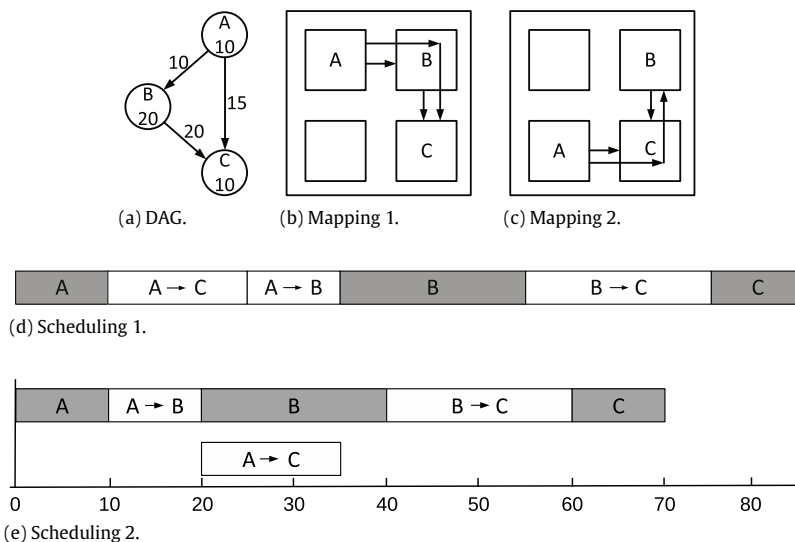 A
10
10
B
20
15
20
C
10
(a) DAG.
A
B
C
(b) Mapping 1.
B
A
C
(c) Mapping 2.
A
A → C
A → B
B
B → C
C
(d) Scheduling 1.
A
A → B
B
B → C
C
A → C
0 10 20 30 40 50 60 70 80
(e) Scheduling 2.